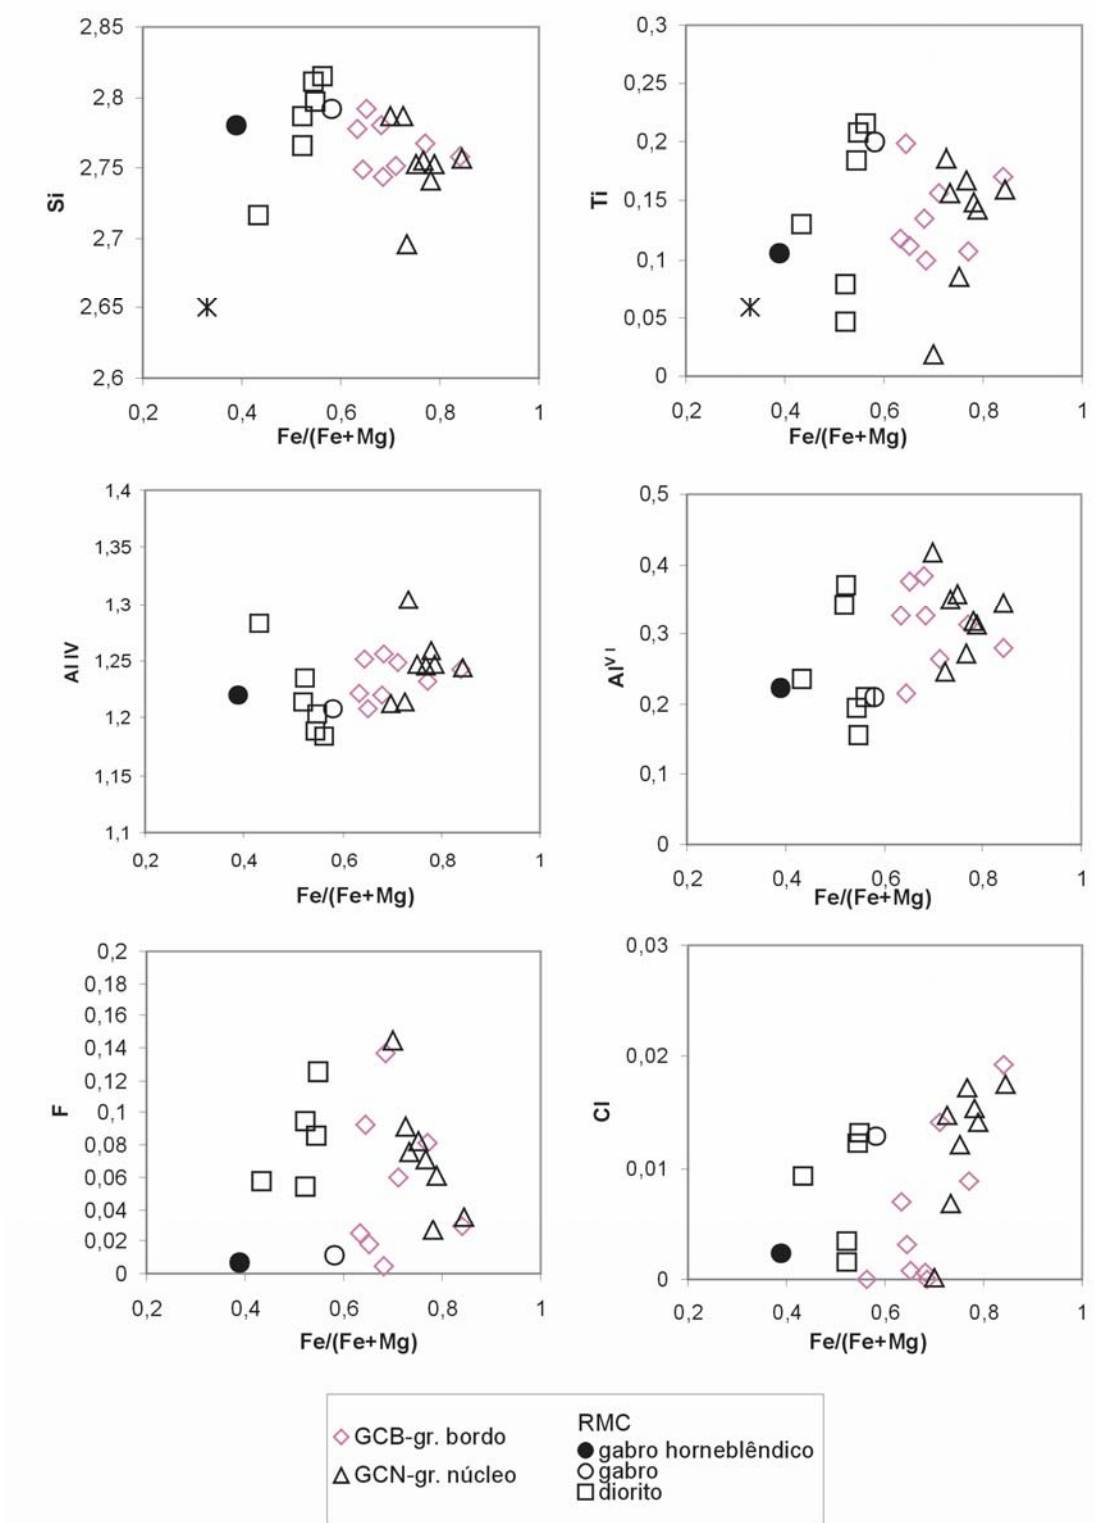 Si
2,85
2,8
2,75
2,7
2,65
2,6
0,2 0,4 0,6 0,8 1
Fe/(Fe+Mg)
Ti
0,3
0,25
0,2
0,15
0,1
0,05
0
0,2 0,4 0,6 0,8 1
Fe/(Fe+Mg)
Al IV
1,4
1,35
1,3
1,25
1,2
1,15
1,1
0,2 0,4 0,6 0,8 1
Fe/(Fe+Mg)
Al^VI
0,5
0,4
0,3
0,2
0,1
0
0,2 0,4 0,6 0,8 1
Fe/(Fe+Mg)
F
0,2
0,18
0,16
0,14
0,12
0,1
0,08
0,06
0,04
0,02
0
0,2 0,4 0,6 0,8 1
Fe/(Fe+Mg)
Cl
0,03
0,02
0,01
0
0,2 0,4 0,6 0,8 1
Fe/(Fe+Mg)
GCB-gr. bordo
GCN-gr. núcleo
RMC
gabro horneblêndico
gabro
diorito